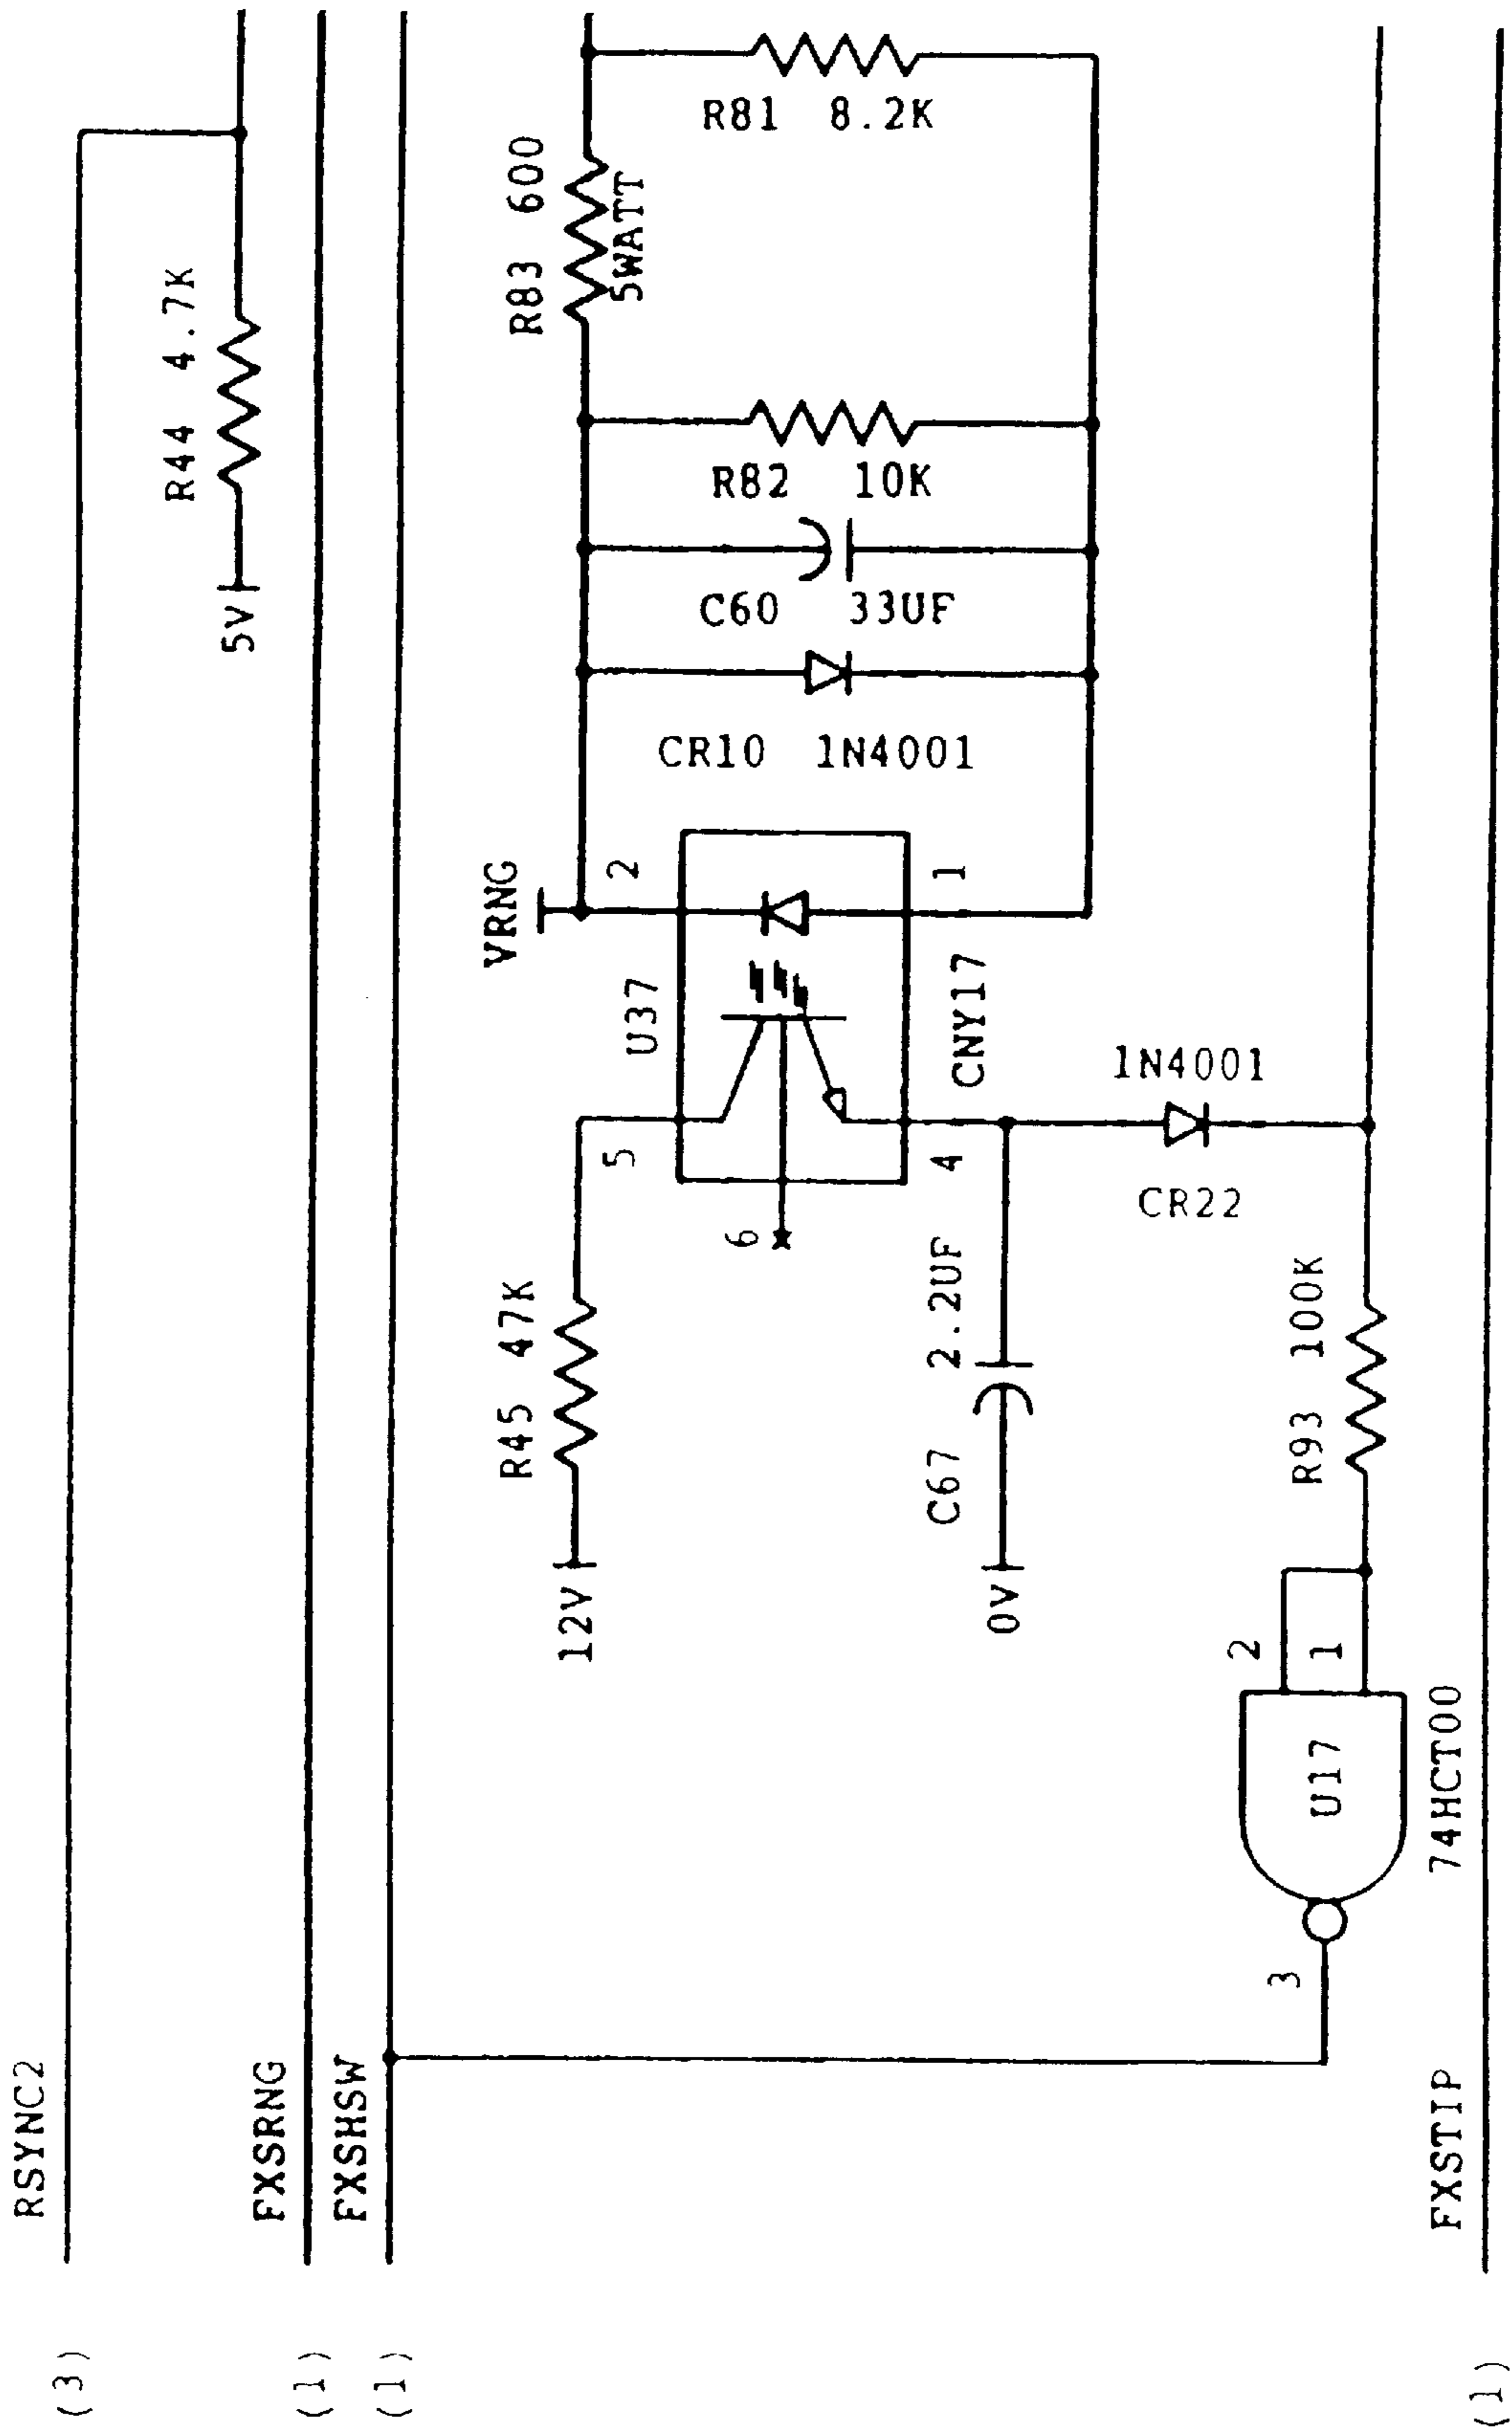 (3)
RSYNC2
R44 4.7K
5V
(1)
FXSRNG
(1)
FXSHSW
R83 600
5WATT
R81 8.2K
R82 10K
C60 33UF
CR10 1N4001
VRNG
2
1
U37
CNY17
5
4
6
R45 47K
12V
1N4001
CR22
C67 2.2UF
0V
R93 100K
2
1
U17
74HCT00
3
(1)
FXSTIP